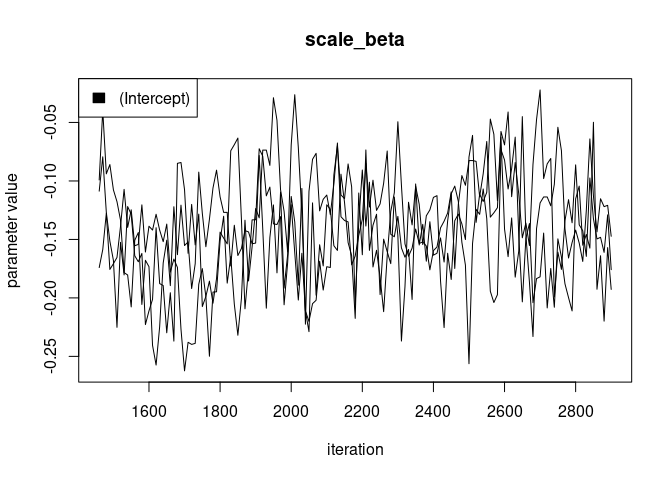 scale_beta
(Intercept)
parameter value
-0.05
-0.10
-0.15
-0.20
-0.25
1600 1800 2000 2200 2400 2600 2800
iteration